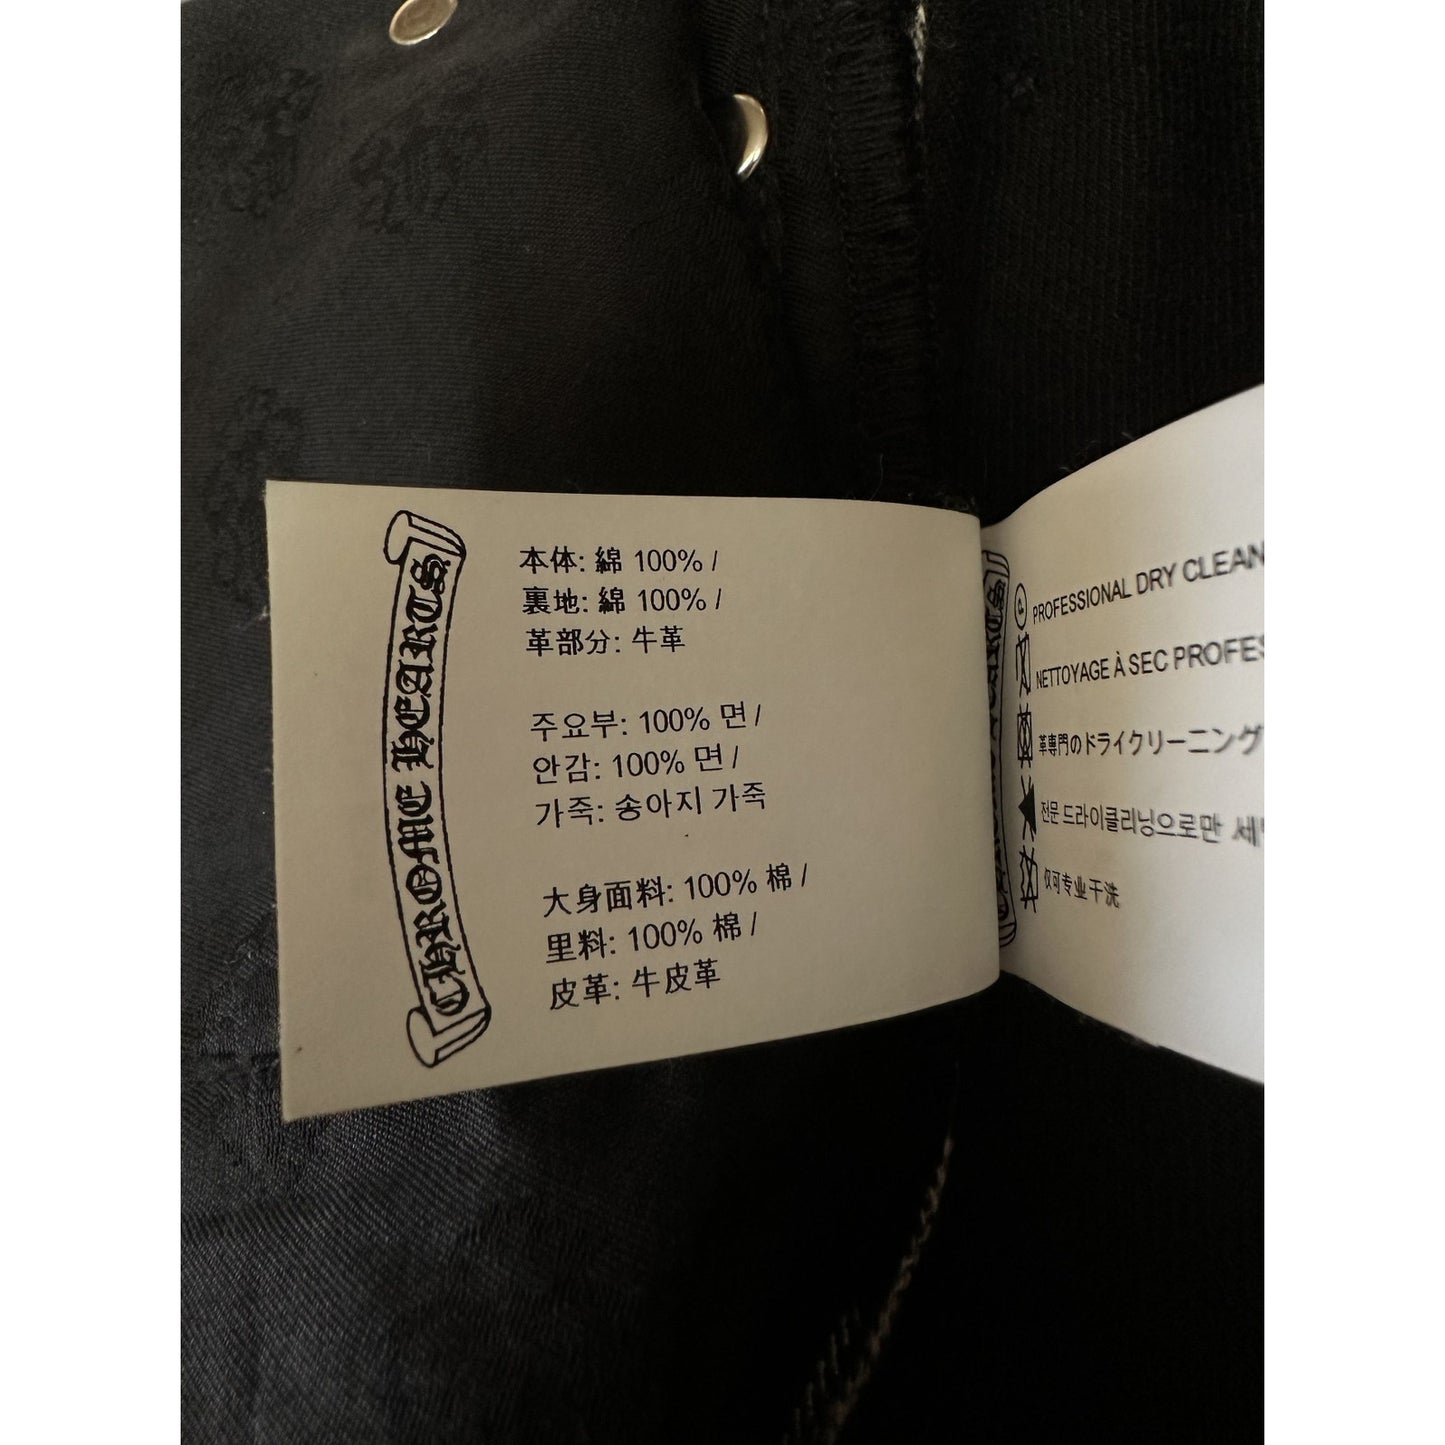 CHROME HEARTS
本体: 綿 100% /
裏地: 綿 100% /
革部分: 牛革
주요부: 100% 면 /
안감: 100% 면 /
가죽: 송아지 가죽
大身面料: 100% 棉 /
里料: 100% 棉 /
皮革: 牛皮革
PROFESSIONAL DRY CLEAN
NETTOYAGE À SEC PROFES
革専門のドライクリーニング
전문 드라이클리닝으로만
仅可专业干洗